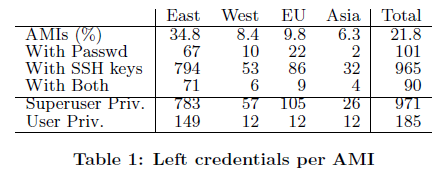 East West EU Asia Total
AMIs (%) 34.8 8.4 9.8 6.3 21.8
With Passwd 67 10 22 2 101
With SSH keys 794 53 86 32 965
With Both 71 6 9 4 90
Superuser Priv. 783 57 105 26 971
User Priv. 149 12 12 12 185
Table 1: Left credentials per AMI